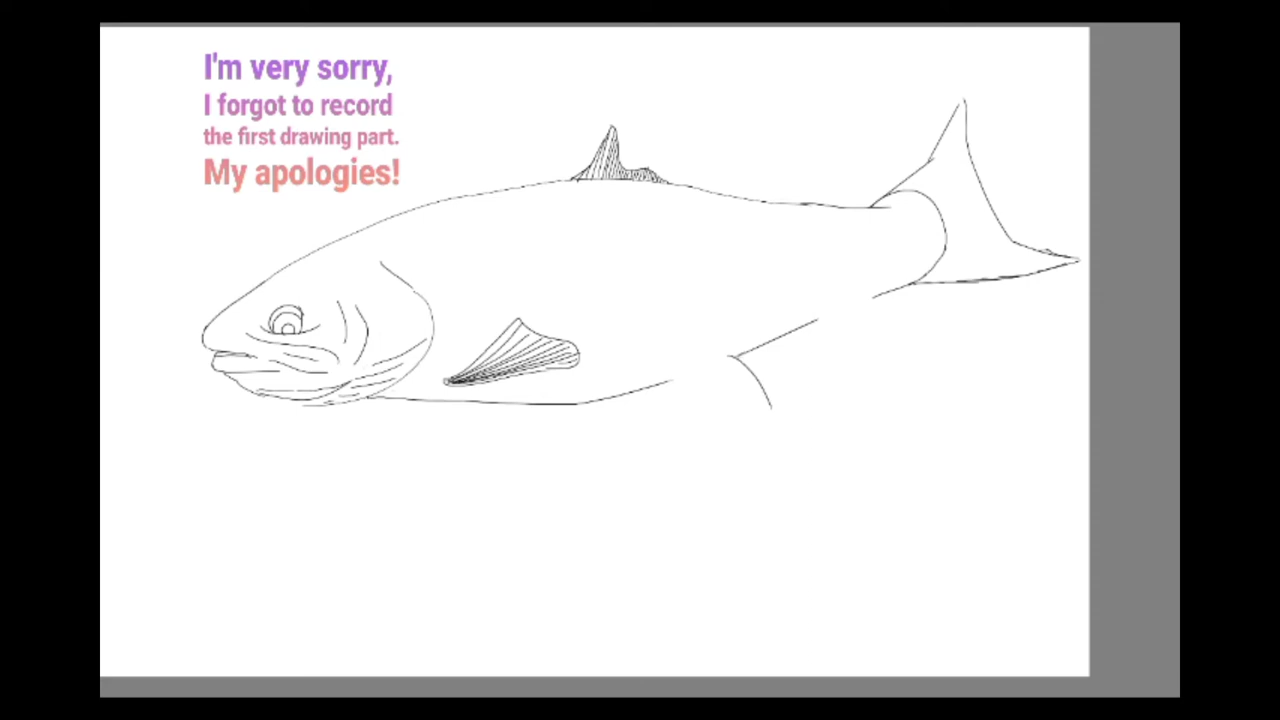 I'm very sorry,
I forgot to record
the first drawing part.
My apologies!